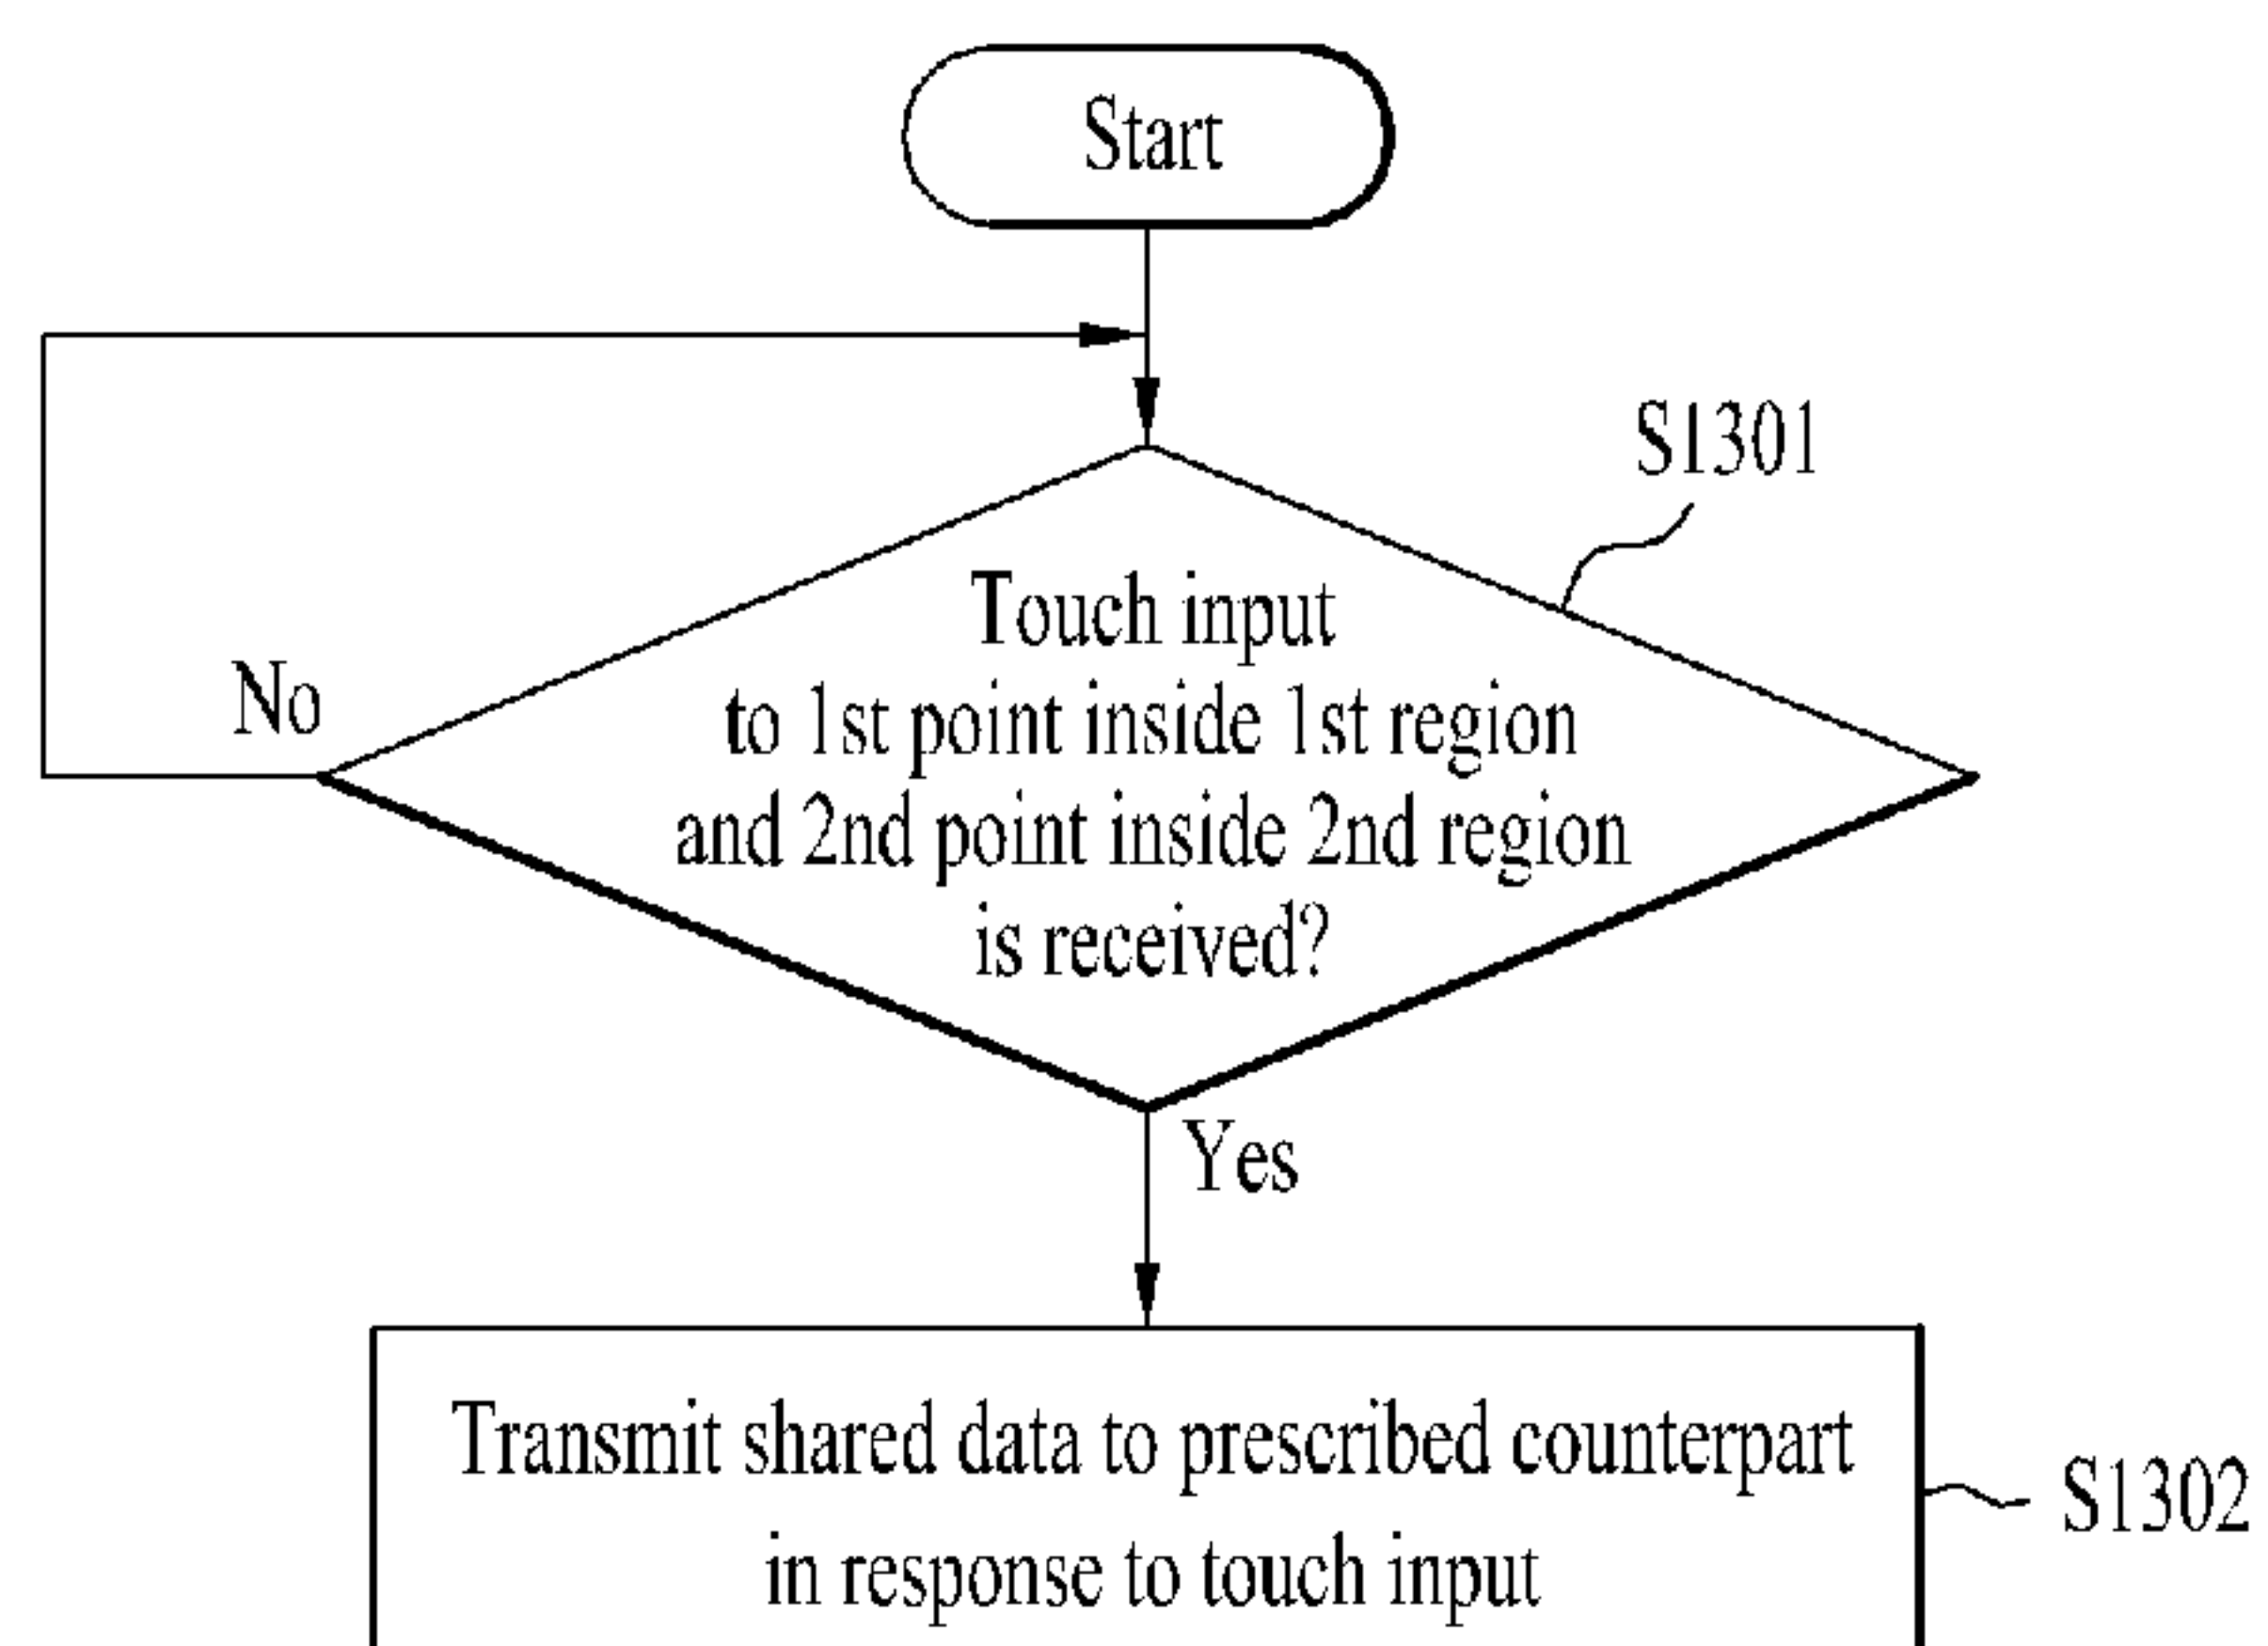 Start
S1301
Touch input
to 1st point inside 1st region
and 2nd point inside 2nd region
is received?
No
Yes
Transmit shared data to prescribed counterpart
in response to touch input
S1302